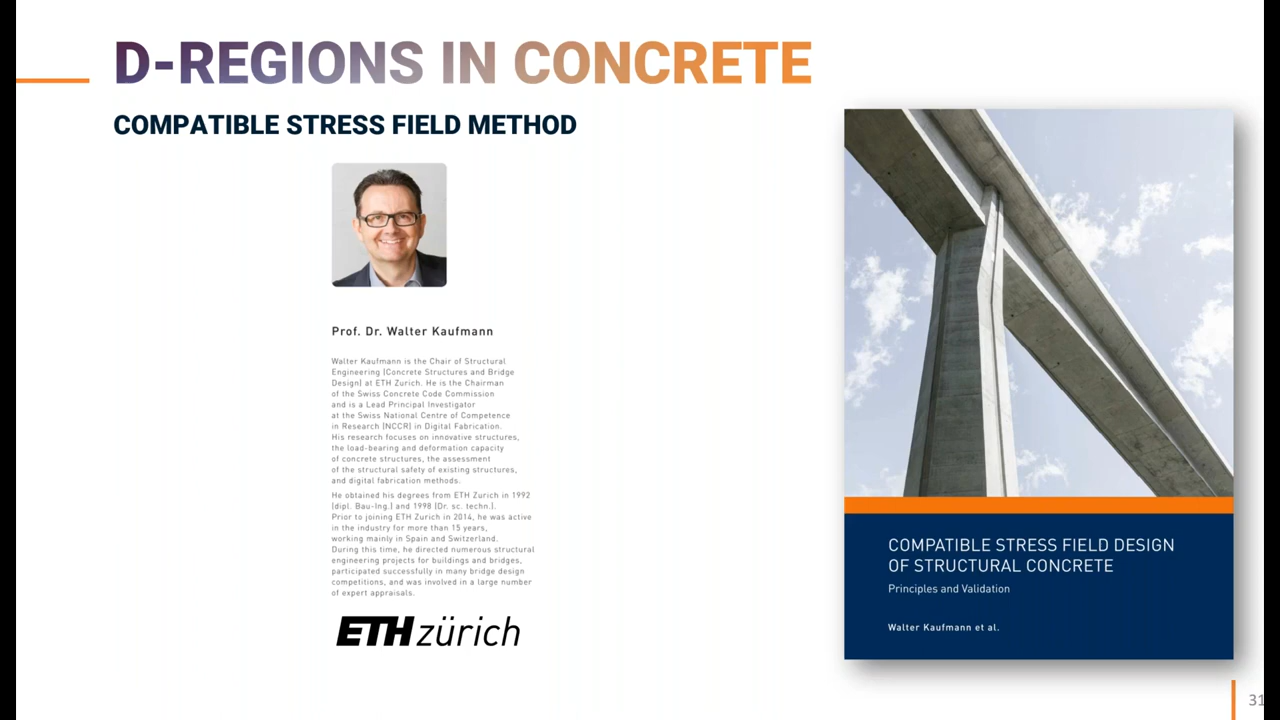 D-REGIONS IN CONCRETE
COMPATIBLE STRESS FIELD METHOD
Prof. Dr. Walter Kaufmann
Walter Kaufmann is the Chair of Structural
Engineering (Concrete Structures and Bridge
Design) at ETH Zurich. He is the Chairman
of the Swiss Concrete Code Commission
and is a Lead Principal Investigator
at the Swiss National Centre of Competence
in Research (NCCR) in Digital Fabrication.
His research focuses on innovative structures,
the load-bearing and deformation capacity
of concrete structures, the assessment
of the structural safety of existing structures,
and digital fabrication methods.
He obtained his degrees from ETH Zurich in 1992
(dipl. Bau-Ing.) and 1998 (Dr. sc. techn.).
Prior to joining ETH Zurich in 2014, he was active
in the industry for more than 15 years,
working mainly in Spain and Switzerland.
During this time, he directed numerous structural
engineering projects for buildings and bridges,
participated successfully in many bridge design
competitions, and was involved in a large number
of expert appraisals.
ETH zürich
COMPATIBLE STRESS FIELD DESIGN
OF STRUCTURAL CONCRETE
Principles and Validation
Walter Kaufmann et al.
31